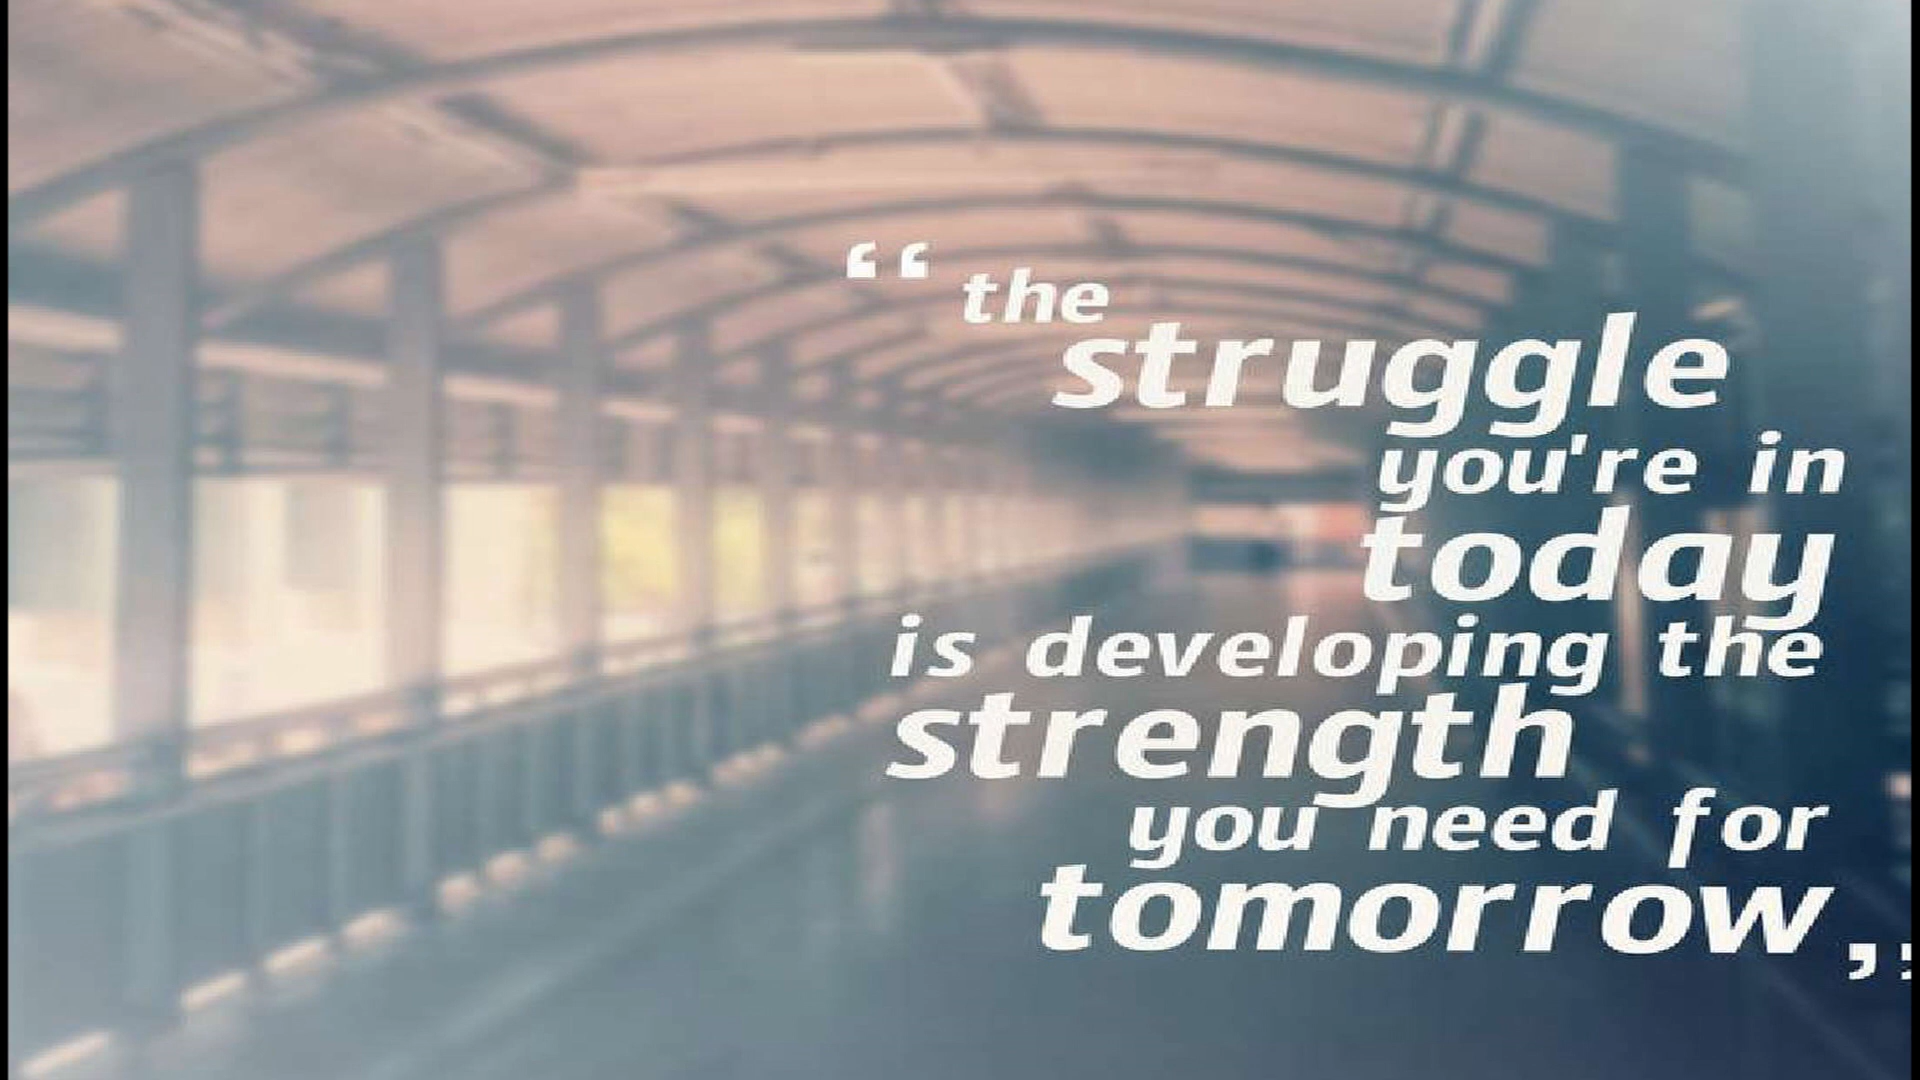 “ the
struggle
you're in
today
is developing the
strength
you need for
tomorrow ”